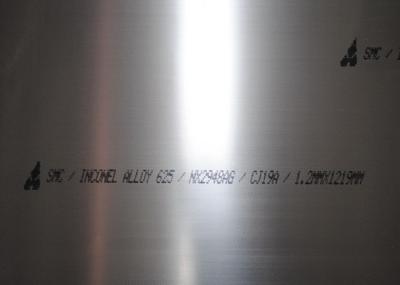 SMC / I
SMC / INCONEL ALLOY 625 / NX2948AG / CJ19A / 1.2MMX1219MM